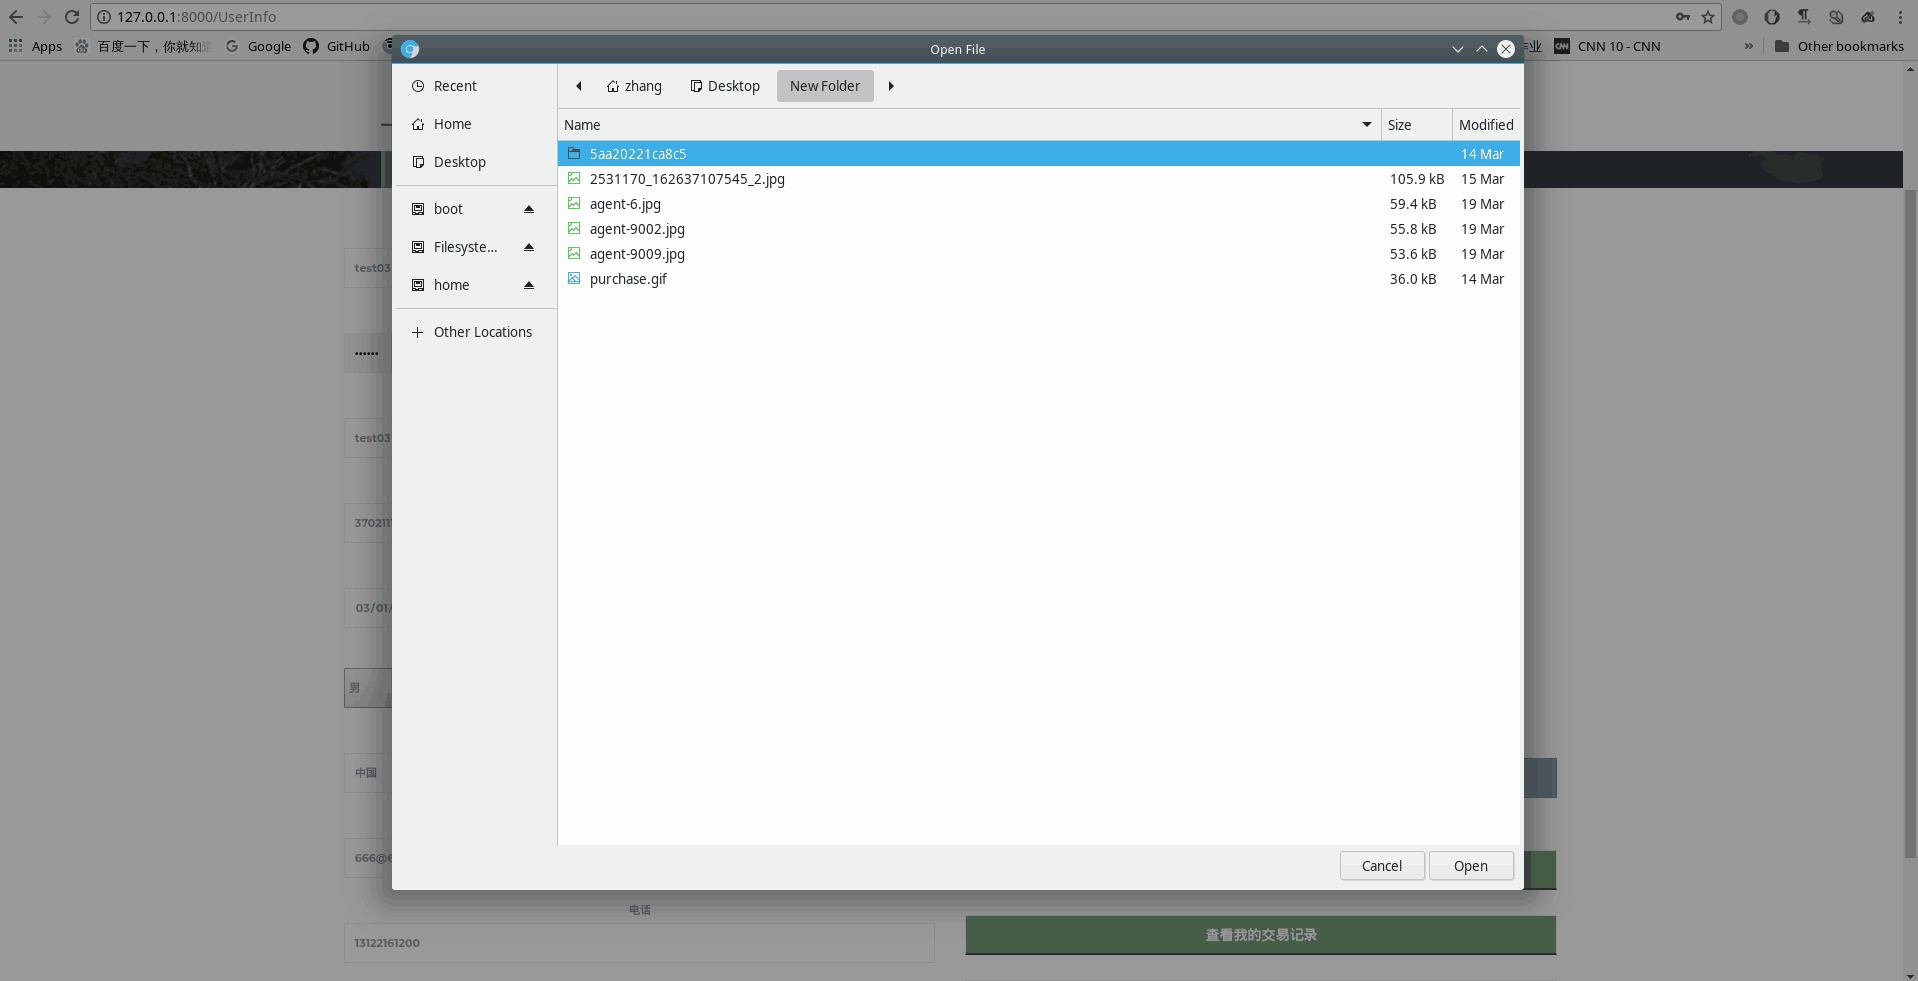 127.0.0.1:8000/UserInfo
Apps 百度一下，你就知 Google GitHub 业 CNN CNN 10 - CNN » Other bookmarks
Open File
Recent
Home
Desktop
boot
Filesyste...
home
Other Locations
zhang Desktop New Folder
Name Size Modified
5aa20221ca8c5 14 Mar
2531170_162637107545_2.jpg 105.9 kB 15 Mar
agent-6.jpg 59.4 kB 19 Mar
agent-9002.jpg 55.8 kB 19 Mar
agent-9009.jpg 53.6 kB 19 Mar
purchase.gif 36.0 kB 14 Mar
Cancel Open
test03
••••••
test03
370211
03/01/
男
中国
666@
电话
13122161200
查看我的交易记录